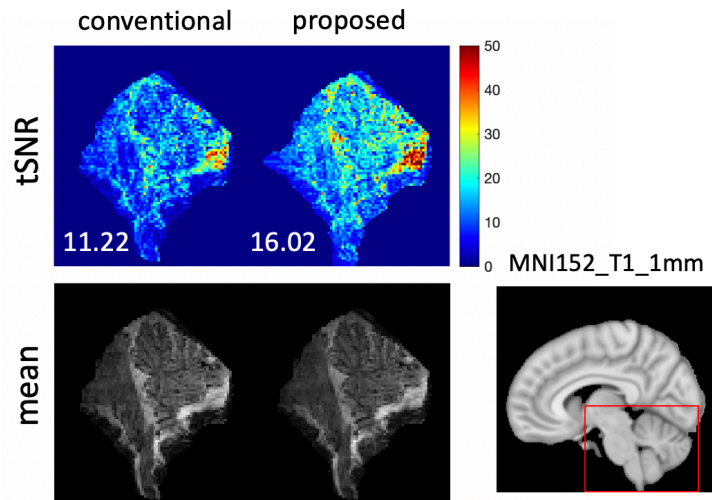 conventional proposed
tSNR
11.22
16.02
50
40
30
20
10
0
MNI152_T1_1mm
mean